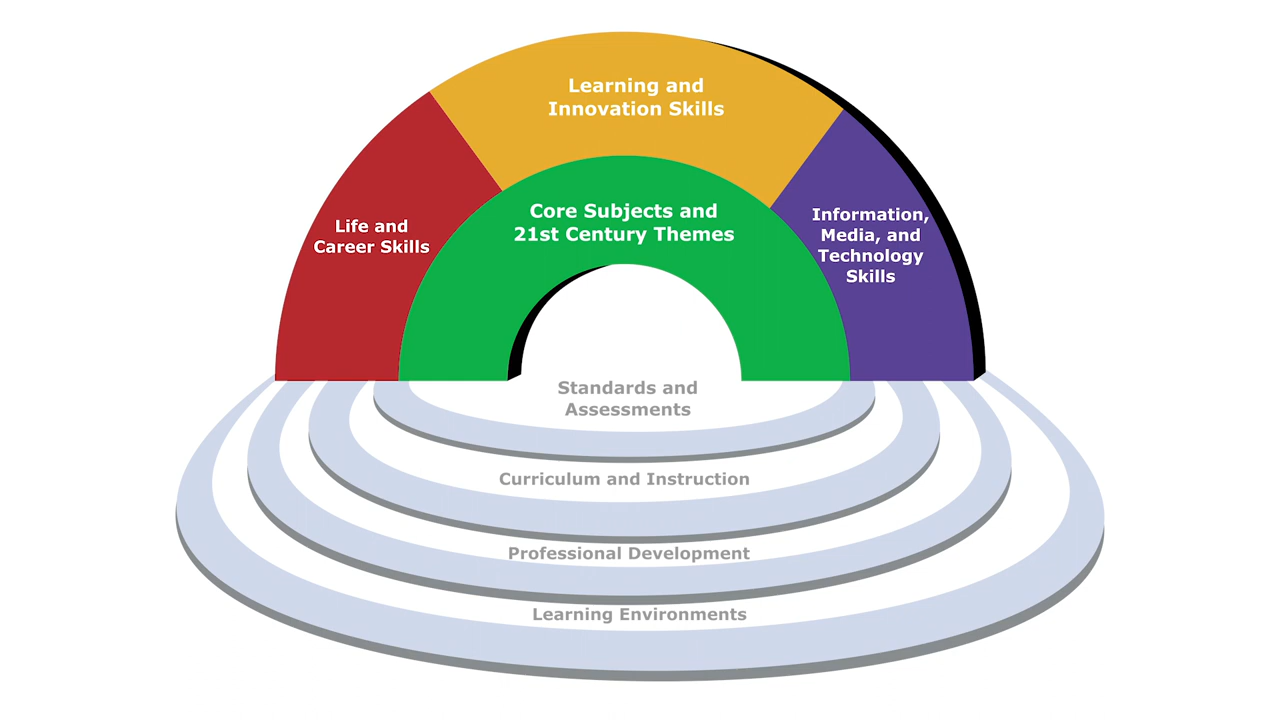 Learning and
Innovation Skills
Life and
Career Skills
Core Subjects and
21st Century Themes
Information,
Media, and
Technology
Skills
Standards and
Assessments
Curriculum and Instruction
Professional Development
Learning Environments